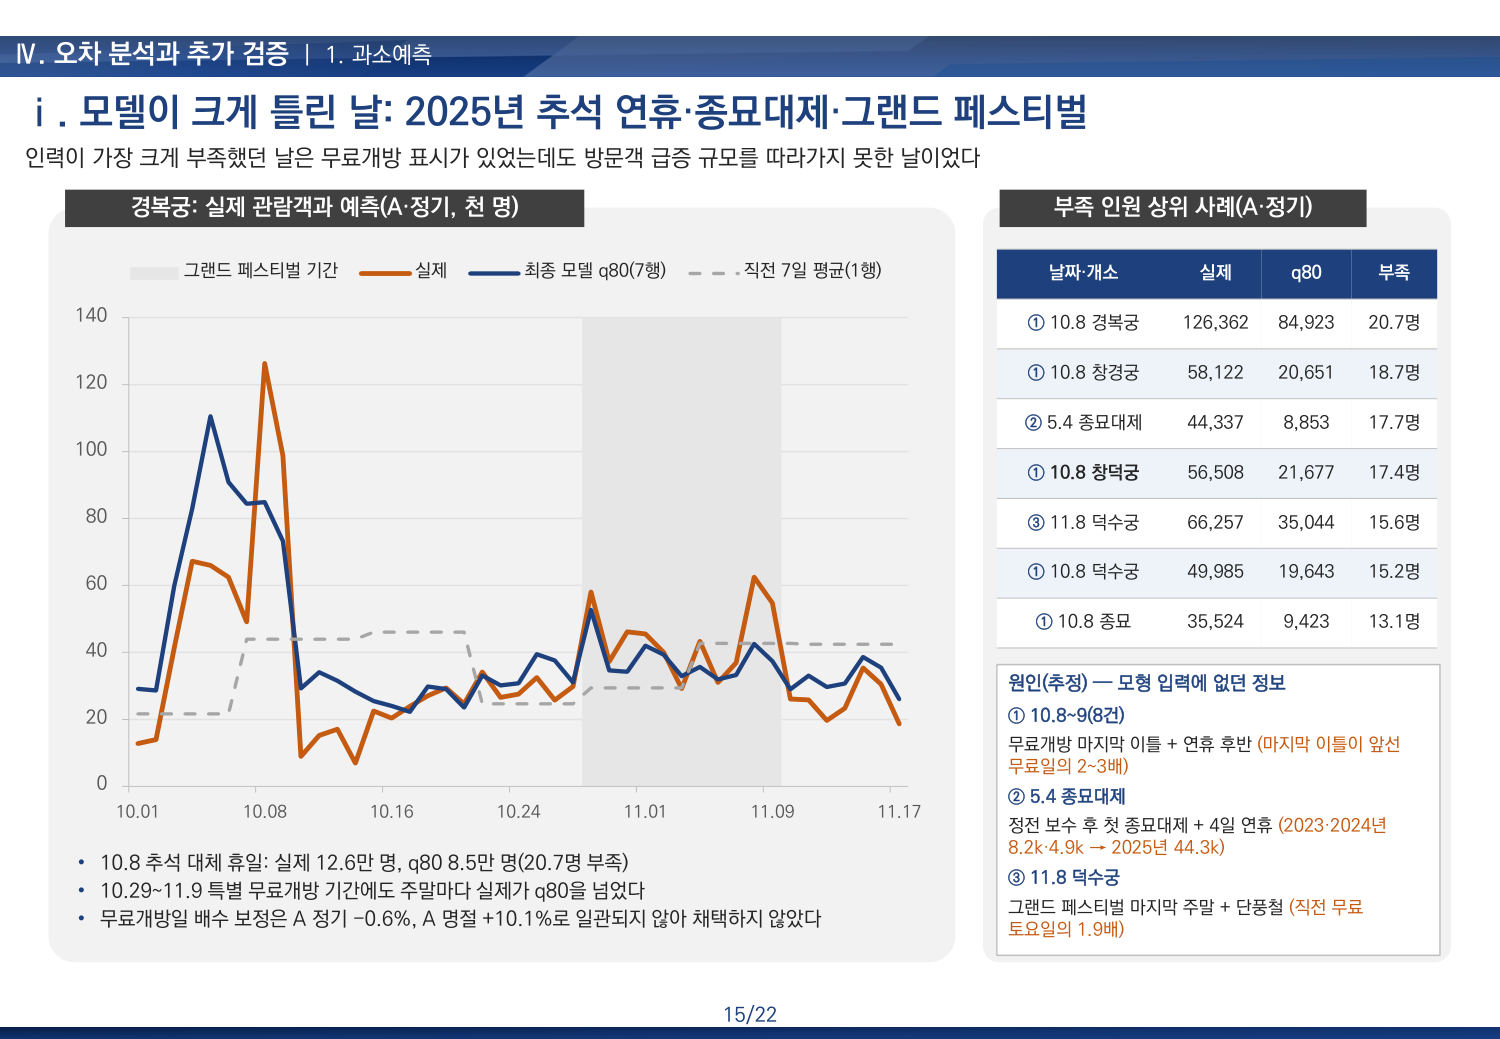 Ⅳ. 오차 분석과 추가 검증 | 1. 과소예측
ⅰ. 모델이 크게 틀린 날: 2025년 추석 연휴·종묘대제·그랜드 페스티벌
인력이 가장 크게 부족했던 날은 무료개방 표시가 있었는데도 방문객 급증 규모를 따라가지 못한 날이었다
경복궁: 실제 관람객과 예측(A·정기, 천 명)
그랜드 페스티벌 기간 실제 최종 모델 q80(7행) 직전 7일 평균(1행)
140
120
100
80
60
40
20
0
10.01 10.08 10.16 10.24 11.01 11.09 11.17
• 10.8 추석 대체 휴일: 실제 12.6만 명, q80 8.5만 명(20.7명 부족)
• 10.29~11.9 특별 무료개방 기간에도 주말마다 실제가 q80을 넘었다
• 무료개방일 배수 보정은 A 정기 −0.6%, A 명절 +10.1%로 일관되지 않아 채택하지 않았다
부족 인원 상위 사례(A·정기)
날짜·개소 실제 q80 부족
① 10.8 경복궁 126,362 84,923 20.7명
① 10.8 창경궁 58,122 20,651 18.7명
② 5.4 종묘대제 44,337 8,853 17.7명
① 10.8 창덕궁 56,508 21,677 17.4명
③ 11.8 덕수궁 66,257 35,044 15.6명
① 10.8 덕수궁 49,985 19,643 15.2명
① 10.8 종묘 35,524 9,423 13.1명
원인(추정) — 모형 입력에 없던 정보
① 10.8~9(8건)
무료개방 마지막 이틀 + 연휴 후반 (마지막 이틀이 앞선
무료일의 2~3배)
② 5.4 종묘대제
정전 보수 후 첫 종묘대제 + 4일 연휴 (2023·2024년
8.2k·4.9k → 2025년 44.3k)
③ 11.8 덕수궁
그랜드 페스티벌 마지막 주말 + 단풍철 (직전 무료
토요일의 1.9배)
15/22